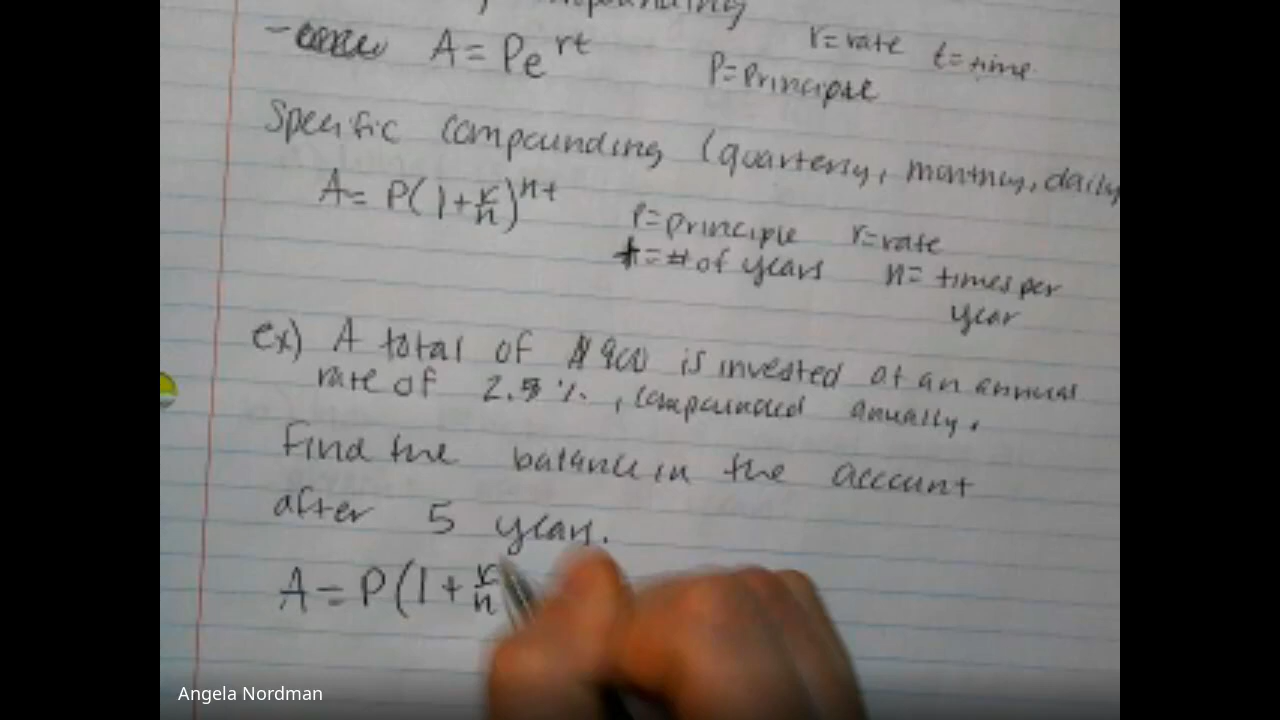 compounding
A = Pe^rt r=rate t=time
P=Principle
Specific compounding (quarterly, monthly, daily
A= P(1+r/n)^nt
P=principle r=rate
t=# of years n= times per
year
ex) A total of $900 is invested at an annual
rate of 2.5%, compounded anually.
Find the balance in the account
after 5 years.
A = P(1 + r/n
Angela Nordman